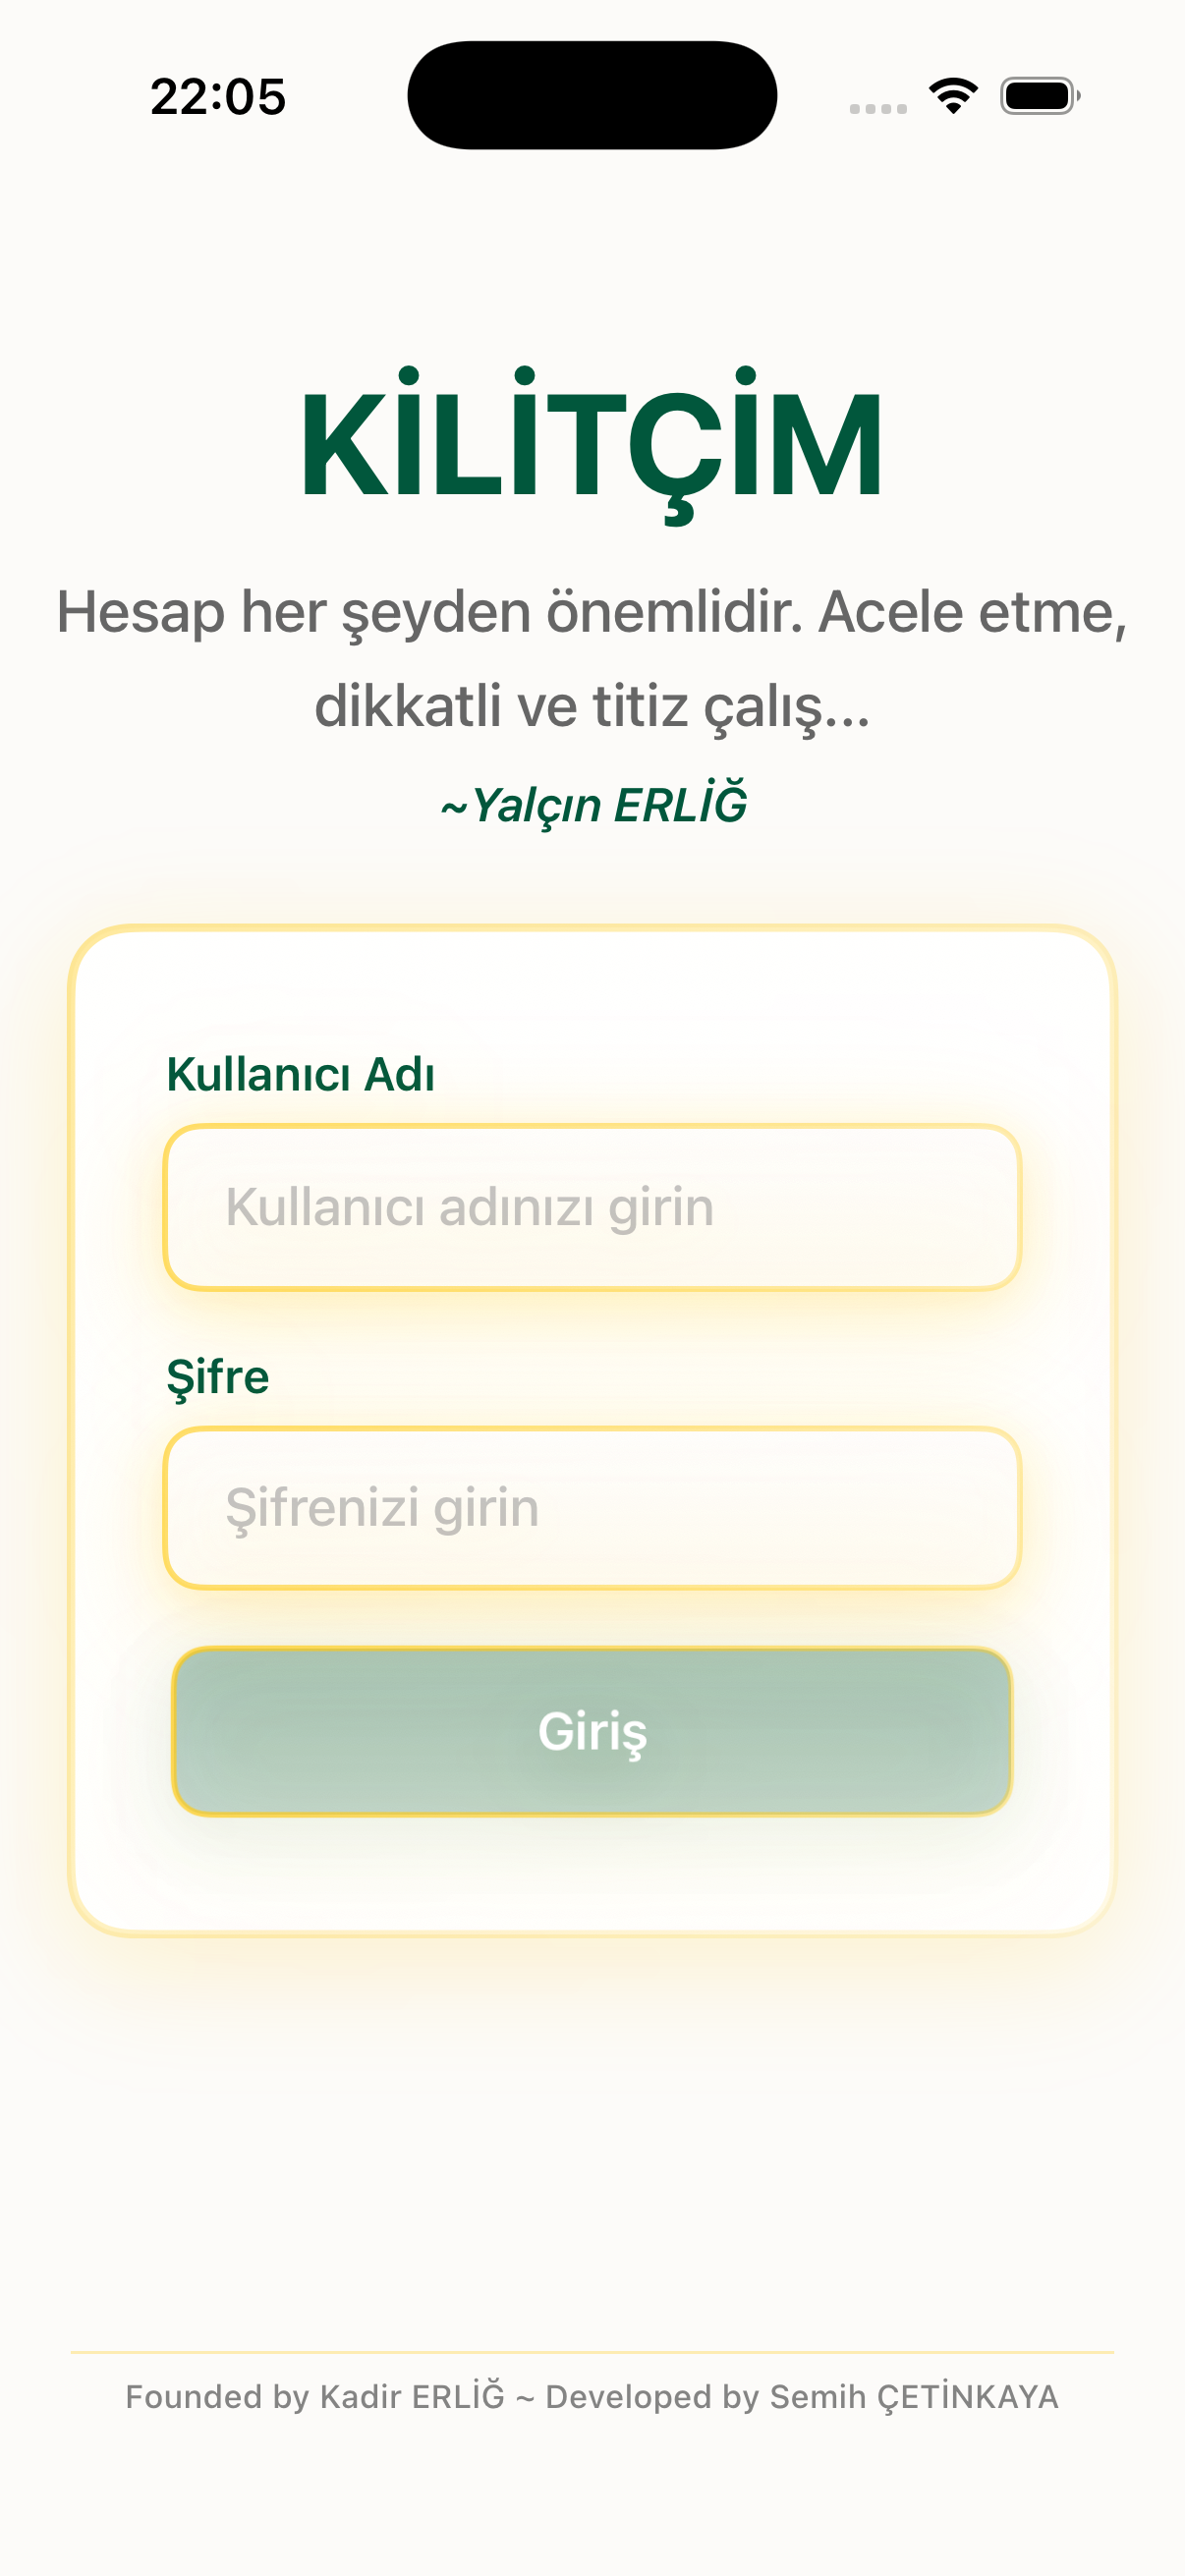 22:05
KİLİTÇİM
Hesap her şeyden önemlidir. Acele etme,
dikkatli ve titiz çalış...
~Yalçın ERLİĞ
Kullanıcı Adı
Kullanıcı adınızı girin
Şifre
Şifrenizi girin
Giriş
Founded by Kadir ERLİĞ ~ Developed by Semih ÇETİNKAYA